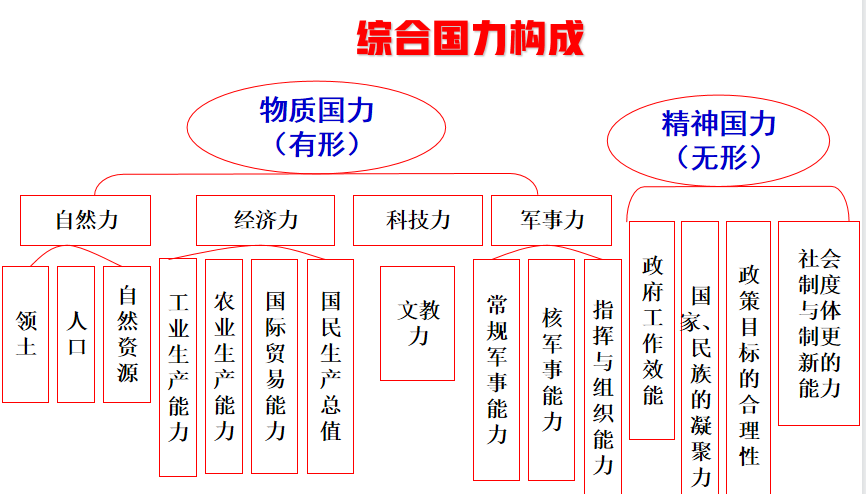 综合国力构成
物质国力
（有形）
精神国力
（无形）
自然力
经济力
科技力
军事力
领土
人口
自然资源
工业生产能力
农业生产能力
国际贸易能力
国民生产总值
文教
力
常规军事能力
核军事能力
指挥与组织能力
政府工作效能
国家、民族的凝聚力
政策目标的合理性
社会
制度
与体
制更
新的
能力